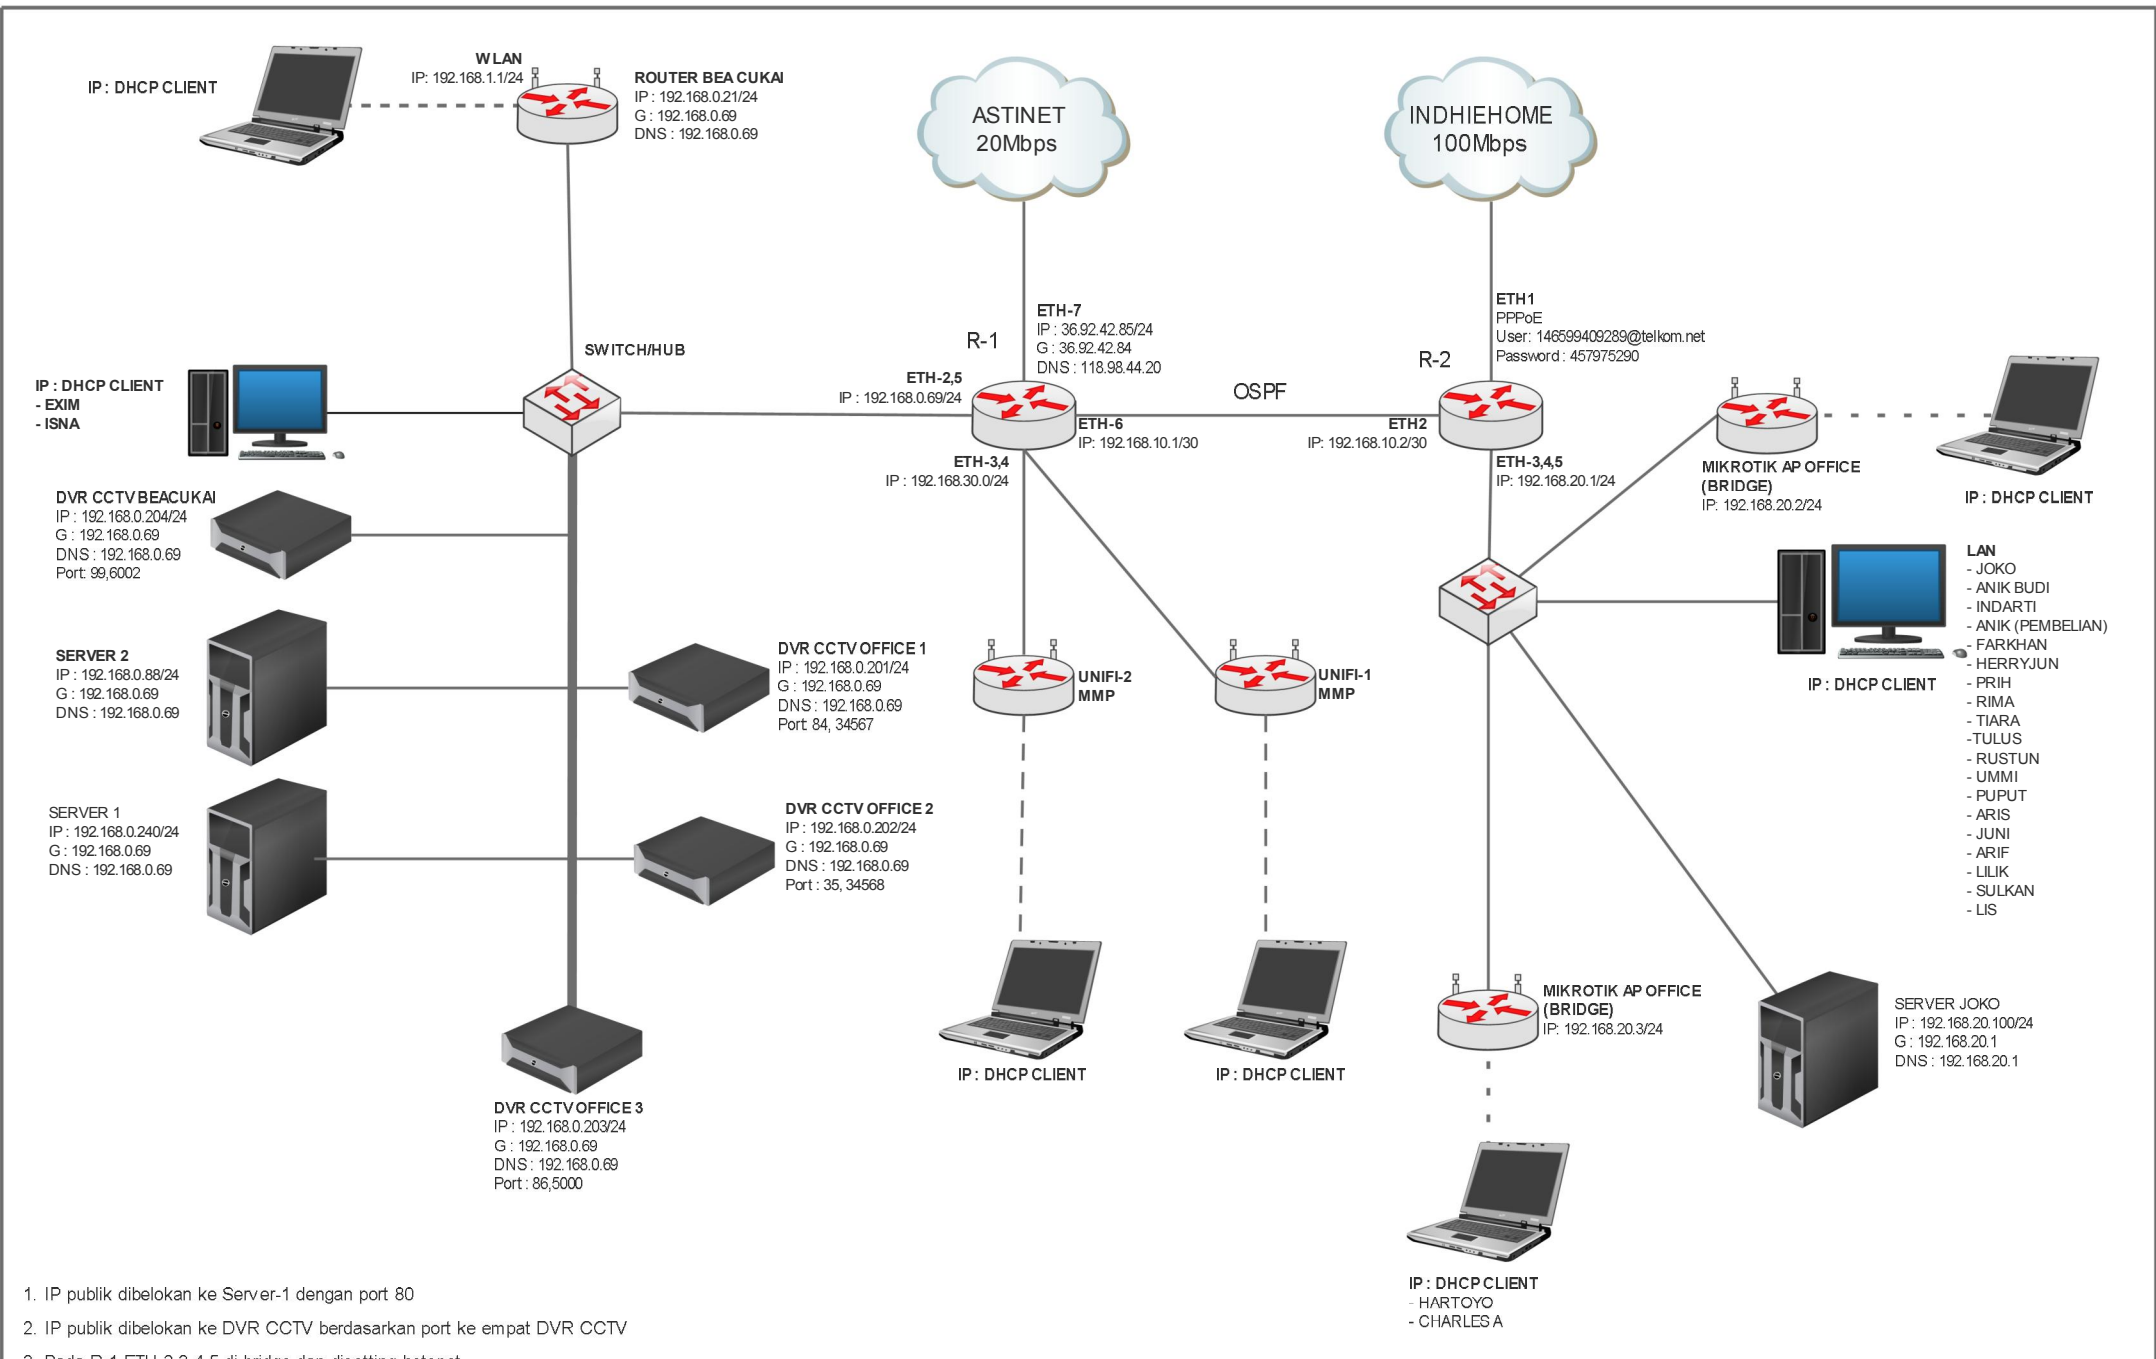 IP : DHCP CLIENT
WLAN
IP: 192.168.1.1/24
ROUTER BEA CUKAI
IP : 192.168.0.21/24
G : 192.168.0.69
DNS : 192.168.0.69
ASTINET
20Mbps
INDHIEHOME
100Mbps
ETH-7
IP : 36.92.42.85/24
G : 36.92.42.84
DNS : 118.98.44.20
R-1
ETH1
PPPoE
User: 146599409289@telkom.net
Password : 457975290
R-2
SWITCH/HUB
ETH-2,5
IP : 192.168.0.69/24
OSPF
ETH-6
IP: 192.168.10.1/30
ETH2
IP: 192.168.10.2/30
ETH-3,4
IP : 192.168.30.0/24
ETH-3,4,5
IP: 192.168.20.1/24
MIKROTIK AP OFFICE
(BRIDGE)
IP: 192.168.20.2/24
IP : DHCP CLIENT
IP : DHCP CLIENT
- EXIM
- ISNA
DVR CCTV BEACUKAI
IP : 192.168.0.204/24
G : 192.168.0.69
DNS : 192.168.0.69
Port: 99,6002
SERVER 2
IP : 192.168.0.88/24
G : 192.168.0.69
DNS : 192.168.0.69
DVR CCTV OFFICE 1
IP : 192.168.0.201/24
G : 192.168.0.69
DNS : 192.168.0.69
Port: 84, 34567
UNIFI-2
MMP
UNIFI-1
MMP
IP : DHCP CLIENT
LAN
- JOKO
- ANIK BUDI
- INDARTI
- ANIK (PEMBELIAN)
- FARKHAN
- HERRYJUN
- PRIH
- RIMA
- TIARA
-TULUS
- RUSTUN
- UMMI
- PUPUT
- ARIS
- JUNI
- ARIF
- LILIK
- SULKAN
- LIS
SERVER 1
IP : 192.168.0.240/24
G : 192.168.0.69
DNS : 192.168.0.69
DVR CCTV OFFICE 2
IP : 192.168.0.202/24
G : 192.168.0.69
DNS : 192.168.0.69
Port : 35, 34568
IP : DHCP CLIENT
IP : DHCP CLIENT
MIKROTIK AP OFFICE
(BRIDGE)
IP: 192.168.20.3/24
SERVER JOKO
IP : 192.168.20.100/24
G : 192.168.20.1
DNS : 192.168.20.1
DVR CCTV OFFICE 3
IP : 192.168.0.203/24
G : 192.168.0.69
DNS : 192.168.0.69
Port : 86,5000
IP : DHCP CLIENT
- HARTOYO
- CHARLES A
1. IP publik dibelokan ke Server-1 dengan port 80
2. IP publik dibelokan ke DVR CCTV berdasarkan port ke empat DVR CCTV